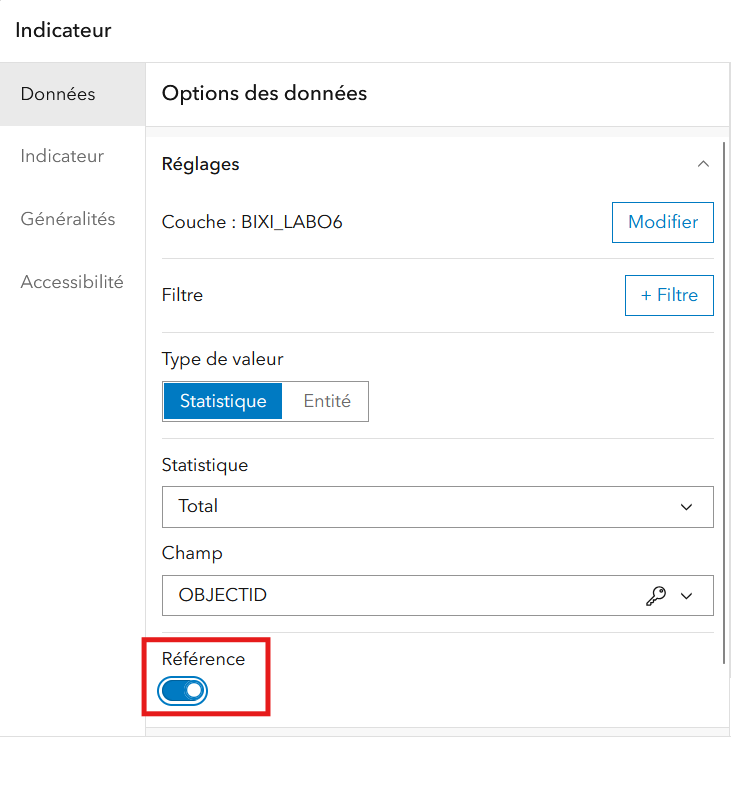 Indicateur
Données
Indicateur
Généralités
Accessibilité
Options des données
Réglages
Couche : BIXI_LABO6
Modifier
Filtre
+ Filtre
Type de valeur
Statistique
Entité
Statistique
Total
Champ
OBJECTID
Référence